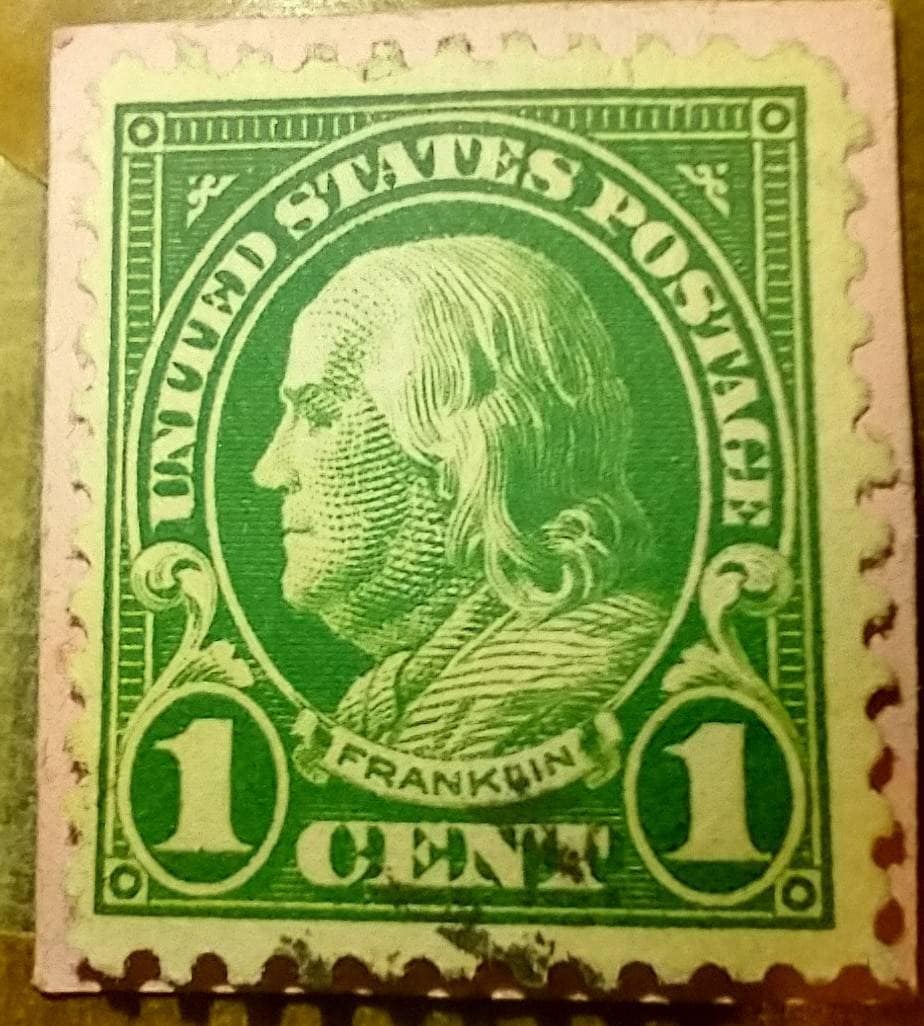 UNITED STATES POSTAGE
FRANKLIN
1 CENT 1